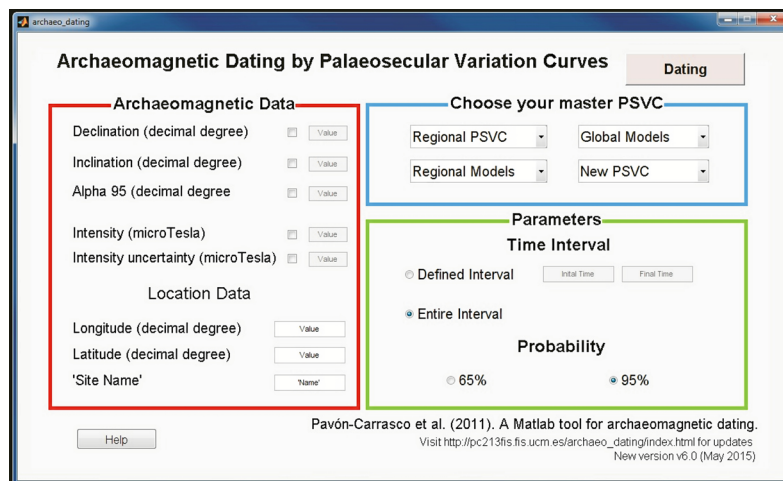 archaeo_dating
Archaeomagnetic Dating by Palaeosecular Variation Curves
Dating
Archaeomagnetic Data
Declination (decimal degree) Value
Inclination (decimal degree) Value
Alpha 95 (decimal degree Value
Intensity (microTesla) Value
Intensity uncertainty (microTesla) Value
Location Data
Longitude (decimal degree) Value
Latitude (decimal degree) Value
'Site Name' 'Name'
Choose your master PSVC
Regional PSVC Global Models
Regional Models New PSVC
Parameters
Time Interval
Defined Interval Inital Time Final Time
Entire Interval
Probability
65% 95%
Help
Pavón-Carrasco et al. (2011). A Matlab tool for archaeomagnetic dating.
Visit http://pc213fis.fis.ucm.es/archaeo_dating/index.html for updates
New version v6.0 (May 2015)